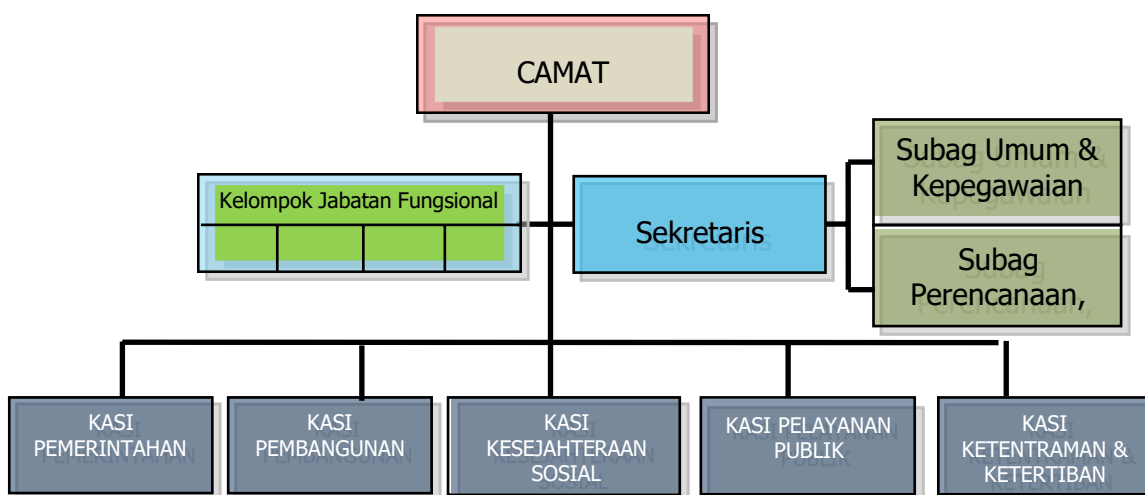 CAMAT
Kelompok Jabatan Fungsional
Sekretaris
Subag Umum &
Kepegawaian
Subag
Perencanaan,
KASI
PEMERINTAHAN
KASI
PEMBANGUNAN
KASI
KESEJAHTERAAN
SOSIAL
KASI PELAYANAN
PUBLIK
KASI
KETENTRAMAN &
KETERTIBAN